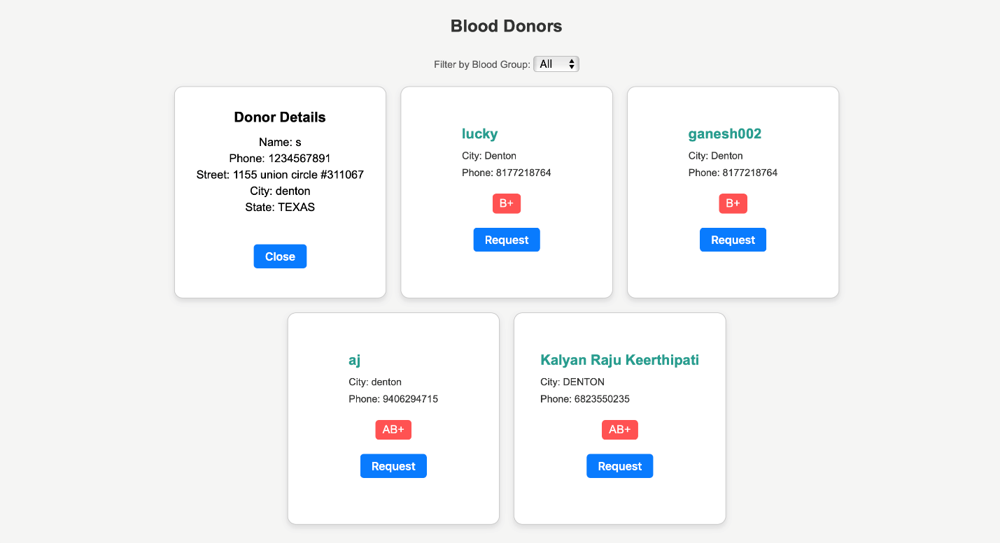 Blood Donors
Filter by Blood Group: All
Donor Details
Name: s
Phone: 1234567891
Street: 1155 union circle #311067
City: denton
State: TEXAS
Close
lucky
City: Denton
Phone: 8177218764
B+
Request
ganesh002
City: Denton
Phone: 8177218764
B+
Request
aj
City: denton
Phone: 9406294715
AB+
Request
Kalyan Raju Keerthipati
City: DENTON
Phone: 6823550235
AB+
Request